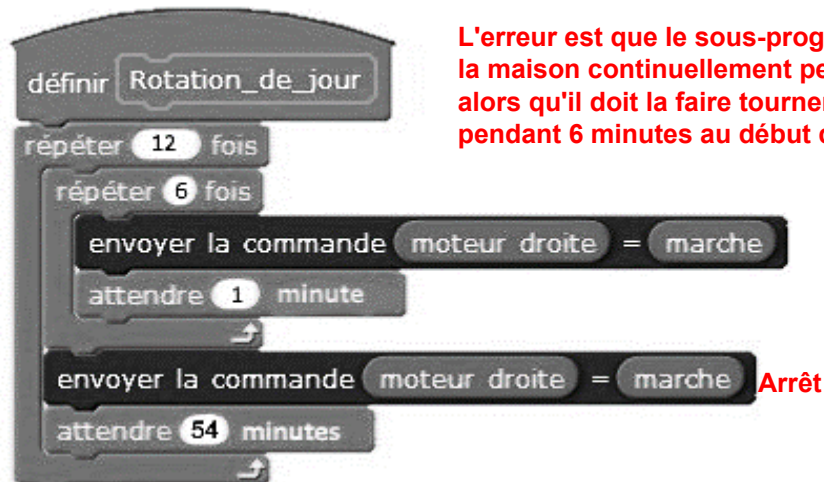 L'erreur est que le sous-prog
la maison continuellement pe
alors qu'il doit la faire tourner
pendant 6 minutes au début
définir Rotation_de_jour
répéter 12 fois
répéter 6 fois
envoyer la commande moteur droite = marche
attendre 1 minute
envoyer la commande moteur droite = marche Arrêt
attendre 54 minutes